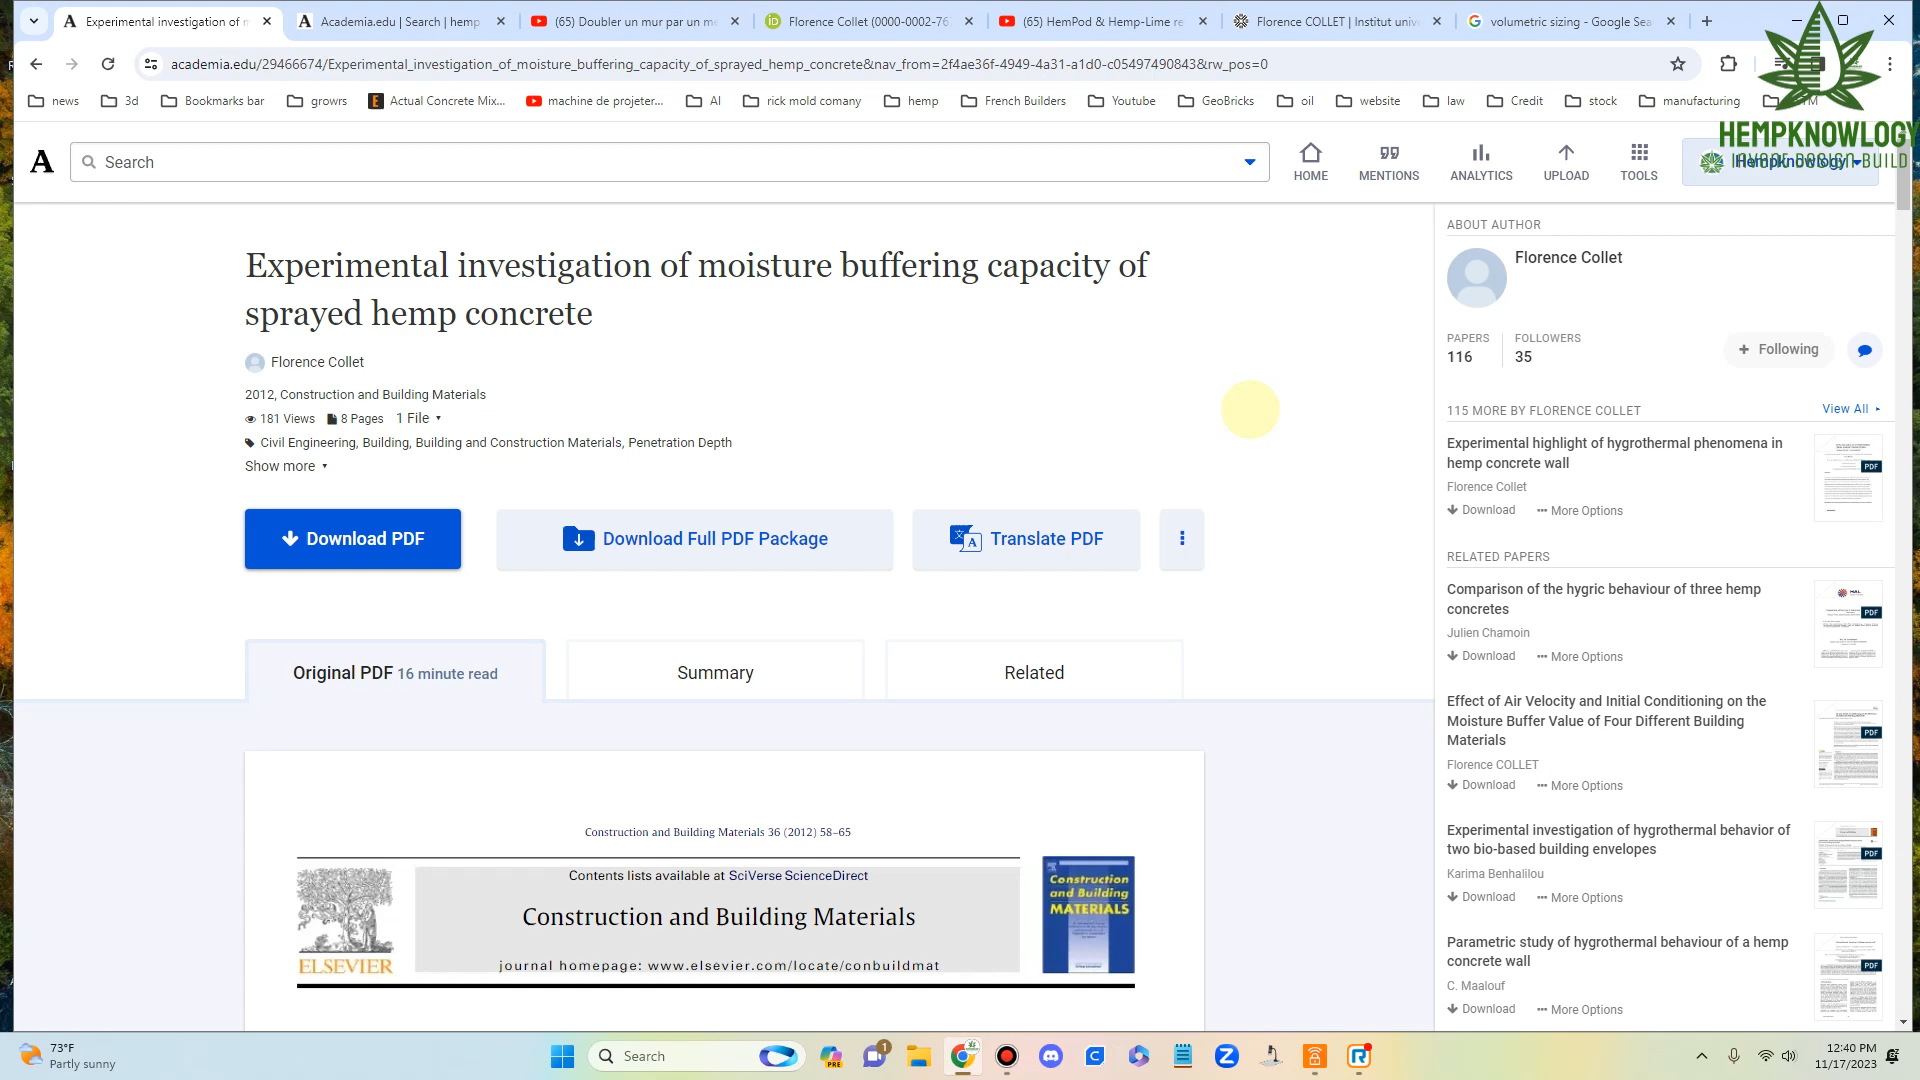 Experimental investigation of m
Academia.edu | Search | hemp
(65) Doubler un mur par un me
Florence Collet (0000-0002-76
(65) HemPod & Hemp-Lime re
Florence COLLET | Institut univ
volumetric sizing - Google Sea
academia.edu/29466674/Experimental_investigation_of_moisture_buffering_capacity_of_sprayed_hemp_concrete&nav_from=2f4ae36f-4949-4a31-a1d0-c05497490843&rw_pos=0
news
3d
Bookmarks bar
growrs
Actual Concrete Mix...
machine de projeter...
AI
rick mold comany
hemp
French Builders
Youtube
GeoBricks
oil
website
law
Credit
stock
manufacturing
HEMPKNOWLOGY
INVADE DESIGN BUILD
A
Search
HOME
MENTIONS
ANALYTICS
UPLOAD
TOOLS
Hempknowlogy
Experimental investigation of moisture buffering capacity of
sprayed hemp concrete
Florence Collet
2012, Construction and Building Materials
181 Views
8 Pages
1 File
Civil Engineering, Building, Building and Construction Materials, Penetration Depth
Show more
Download PDF
Download Full PDF Package
Translate PDF
Original PDF 16 minute read
Summary
Related
Construction and Building Materials 36 (2012) 58–65
Contents lists available at SciVerse ScienceDirect
Construction and Building Materials
journal homepage: www.elsevier.com/locate/conbuildmat
ELSEVIER
Construction
and Building
MATERIALS
ABOUT AUTHOR
Florence Collet
PAPERS
116
FOLLOWERS
35
+ Following
115 MORE BY FLORENCE COLLET
View All
Experimental highlight of hygrothermal phenomena in
hemp concrete wall
Florence Collet
Download
More Options
PDF
RELATED PAPERS
Comparison of the hygric behaviour of three hemp
concretes
Julien Chamoin
Download
More Options
PDF
Effect of Air Velocity and Initial Conditioning on the
Moisture Buffer Value of Four Different Building
Materials
Florence COLLET
Download
More Options
PDF
Experimental investigation of hygrothermal behavior of
two bio-based building envelopes
Karima Benhalilou
Download
More Options
PDF
Parametric study of hygrothermal behaviour of a hemp
concrete wall
C. Maalouf
Download
More Options
PDF
73°F
Partly sunny
Search
PRE
1
12:40 PM
11/17/2023